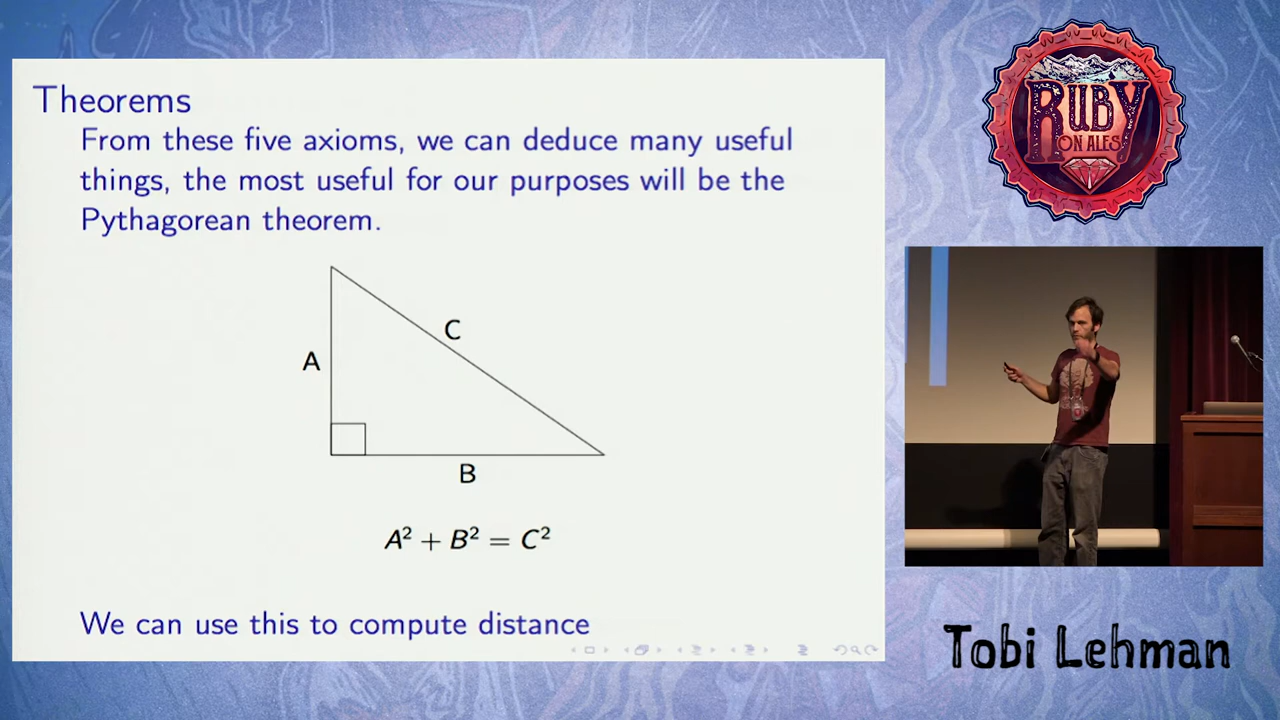 Theorems
From these five axioms, we can deduce many useful
things, the most useful for our purposes will be the
Pythagorean theorem.
A
C
B
A² + B² = C²
We can use this to compute distance
RUBY
ON ALES
Tobi Lehman